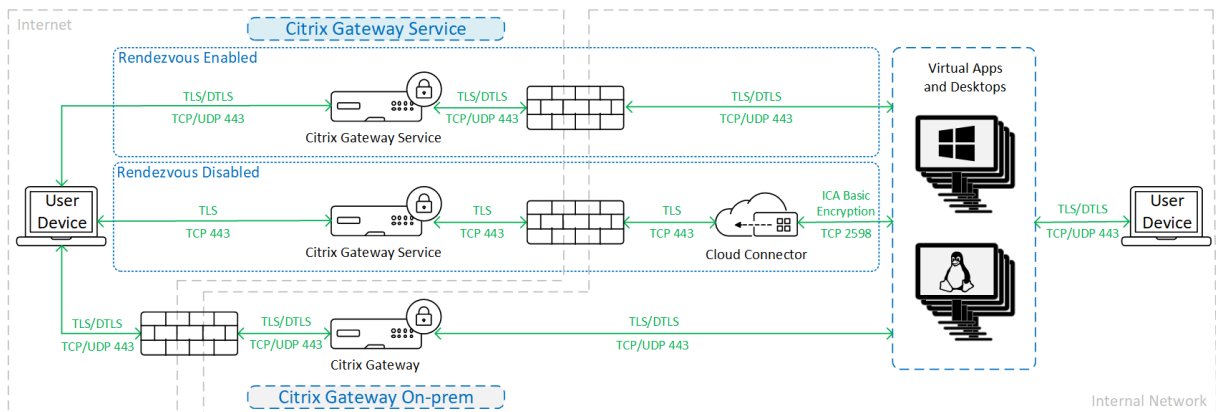 Internet
Citrix Gateway Service
Rendezvous Enabled
TLS/DTLS
TCP/UDP 443
Citrix Gateway Service
TLS/DTLS
TCP/UDP 443
TLS/DTLS
TCP/UDP 443
Virtual Apps
and Desktops
Rendezvous Disabled
User
Device
TLS
TCP 443
Citrix Gateway Service
TLS
TCP 443
TLS
TCP 443
Cloud Connector
ICA Basic
Encryption
TCP 2598
TLS/DTLS
TCP/UDP 443
User
Device
TLS/DTLS
TCP/UDP 443
TLS/DTLS
TCP/UDP 443
Citrix Gateway
TLS/DTLS
TCP/UDP 443
Citrix Gateway On-prem
Internal Network